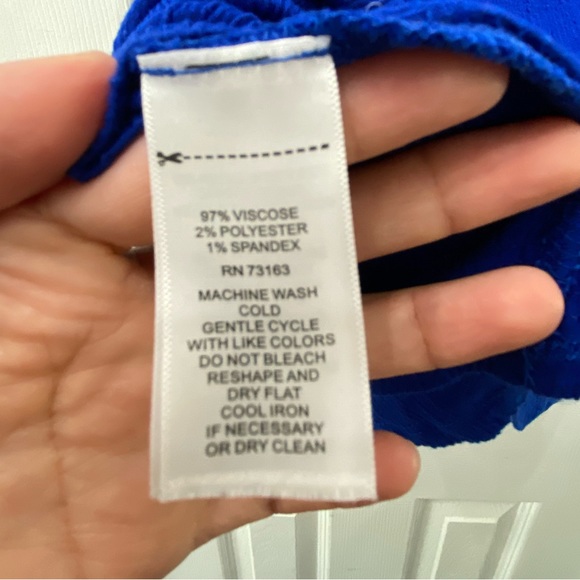 97% VISCOSE
2% POLYESTER
1% SPANDEX
RN 73163
MACHINE WASH
COLD
GENTLE CYCLE
WITH LIKE COLORS
DO NOT BLEACH
RESHAPE AND
DRY FLAT
COOL IRON
IF NECESSARY
OR DRY CLEAN